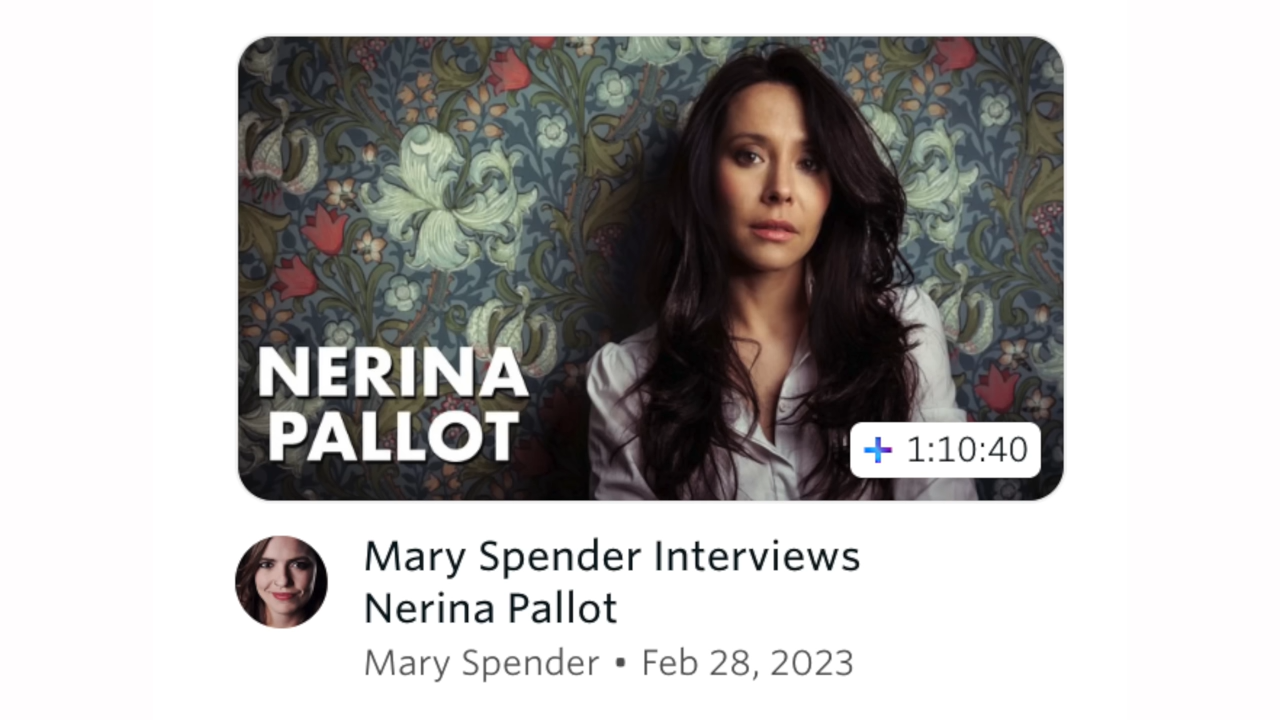 NERINA
PALLOT
1:10:40
Mary Spender Interviews
Nerina Pallot
Mary Spender • Feb 28, 2023